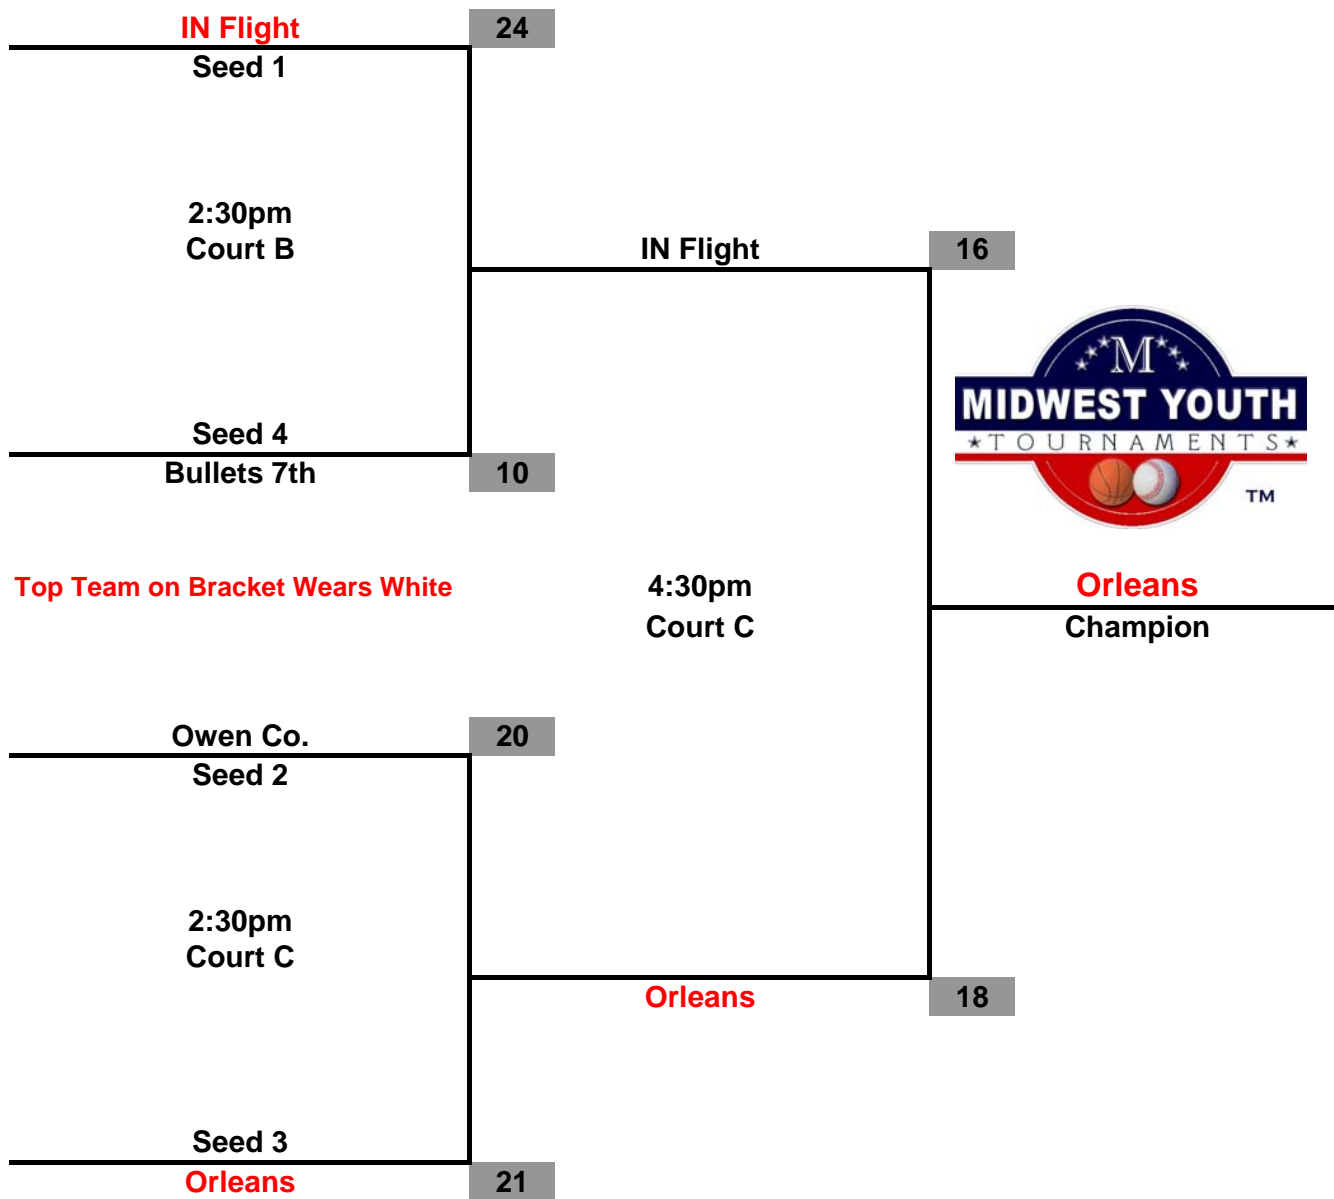 IN Flight 24
Seed 1
2:30pm
Court B
IN Flight 16
M
MIDWEST YOUTH
★TOURNAMENTS★
TM
Seed 4
Bullets 7th 10
Top Team on Bracket Wears White
4:30pm
Court C
Orleans
Champion
Owen Co. 20
Seed 2
2:30pm
Court C
Orleans 18
Seed 3
Orleans 21